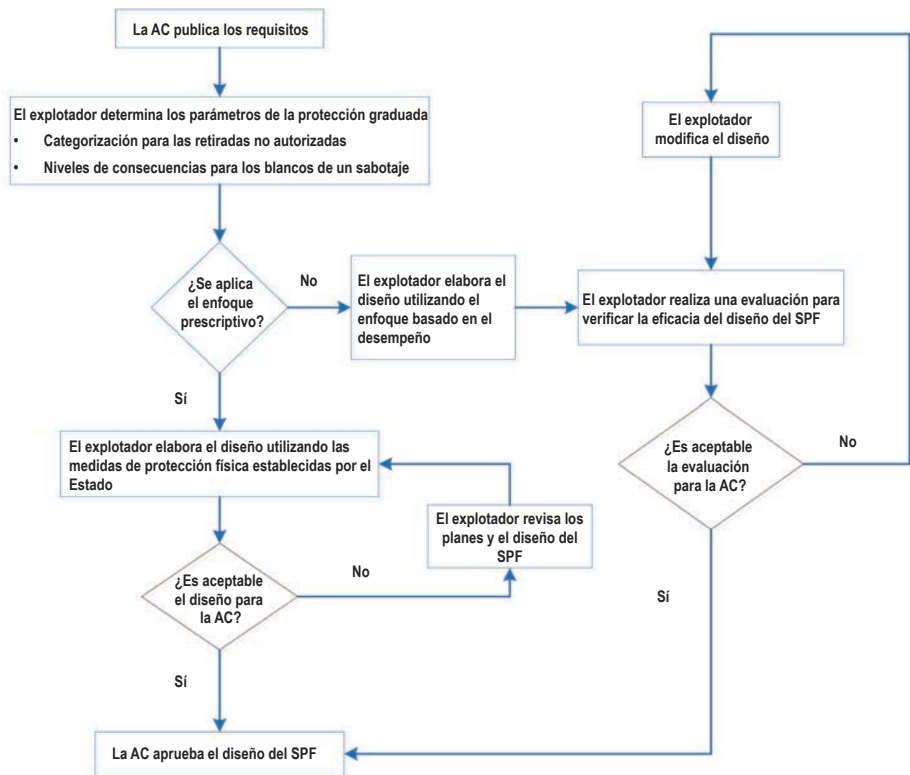 La AC publica los requisitos
El explotador determina los parámetros de la protección graduada
• Categorización para las retiradas no autorizadas
• Niveles de consecuencias para los blancos de un sabotaje
¿Se aplica
el enfoque
prescriptivo?
No
El explotador elabora el
diseño utilizando el
enfoque basado en el
desempeño
El explotador
modifica el diseño
El explotador realiza una evaluación para
verificar la eficacia del diseño del SPF
Sí
El explotador elabora el diseño utilizando las
medidas de protección física establecidas por el
Estado
El explotador revisa los
planes y el diseño del
SPF
¿Es aceptable
la evaluación
para la AC?
No
¿Es aceptable
el diseño para
la AC?
No
Sí
Sí
La AC aprueba el diseño del SPF